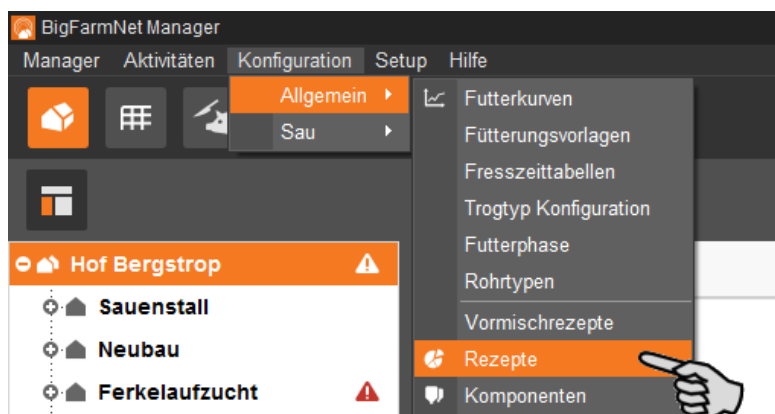 BigFarmNet Manager
Manager Aktivitäten Konfiguration Setup Hilfe
Allgemein
Sau
Futterkurven
Fütterungsvorlagen
Fresszeittabellen
Trogtyp Konfiguration
Futterphase
Rohrtypen
Vormischrezepte
Rezepte
Komponenten
Hof Bergstrop
Sauenstall
Neubau
Ferkelaufzucht